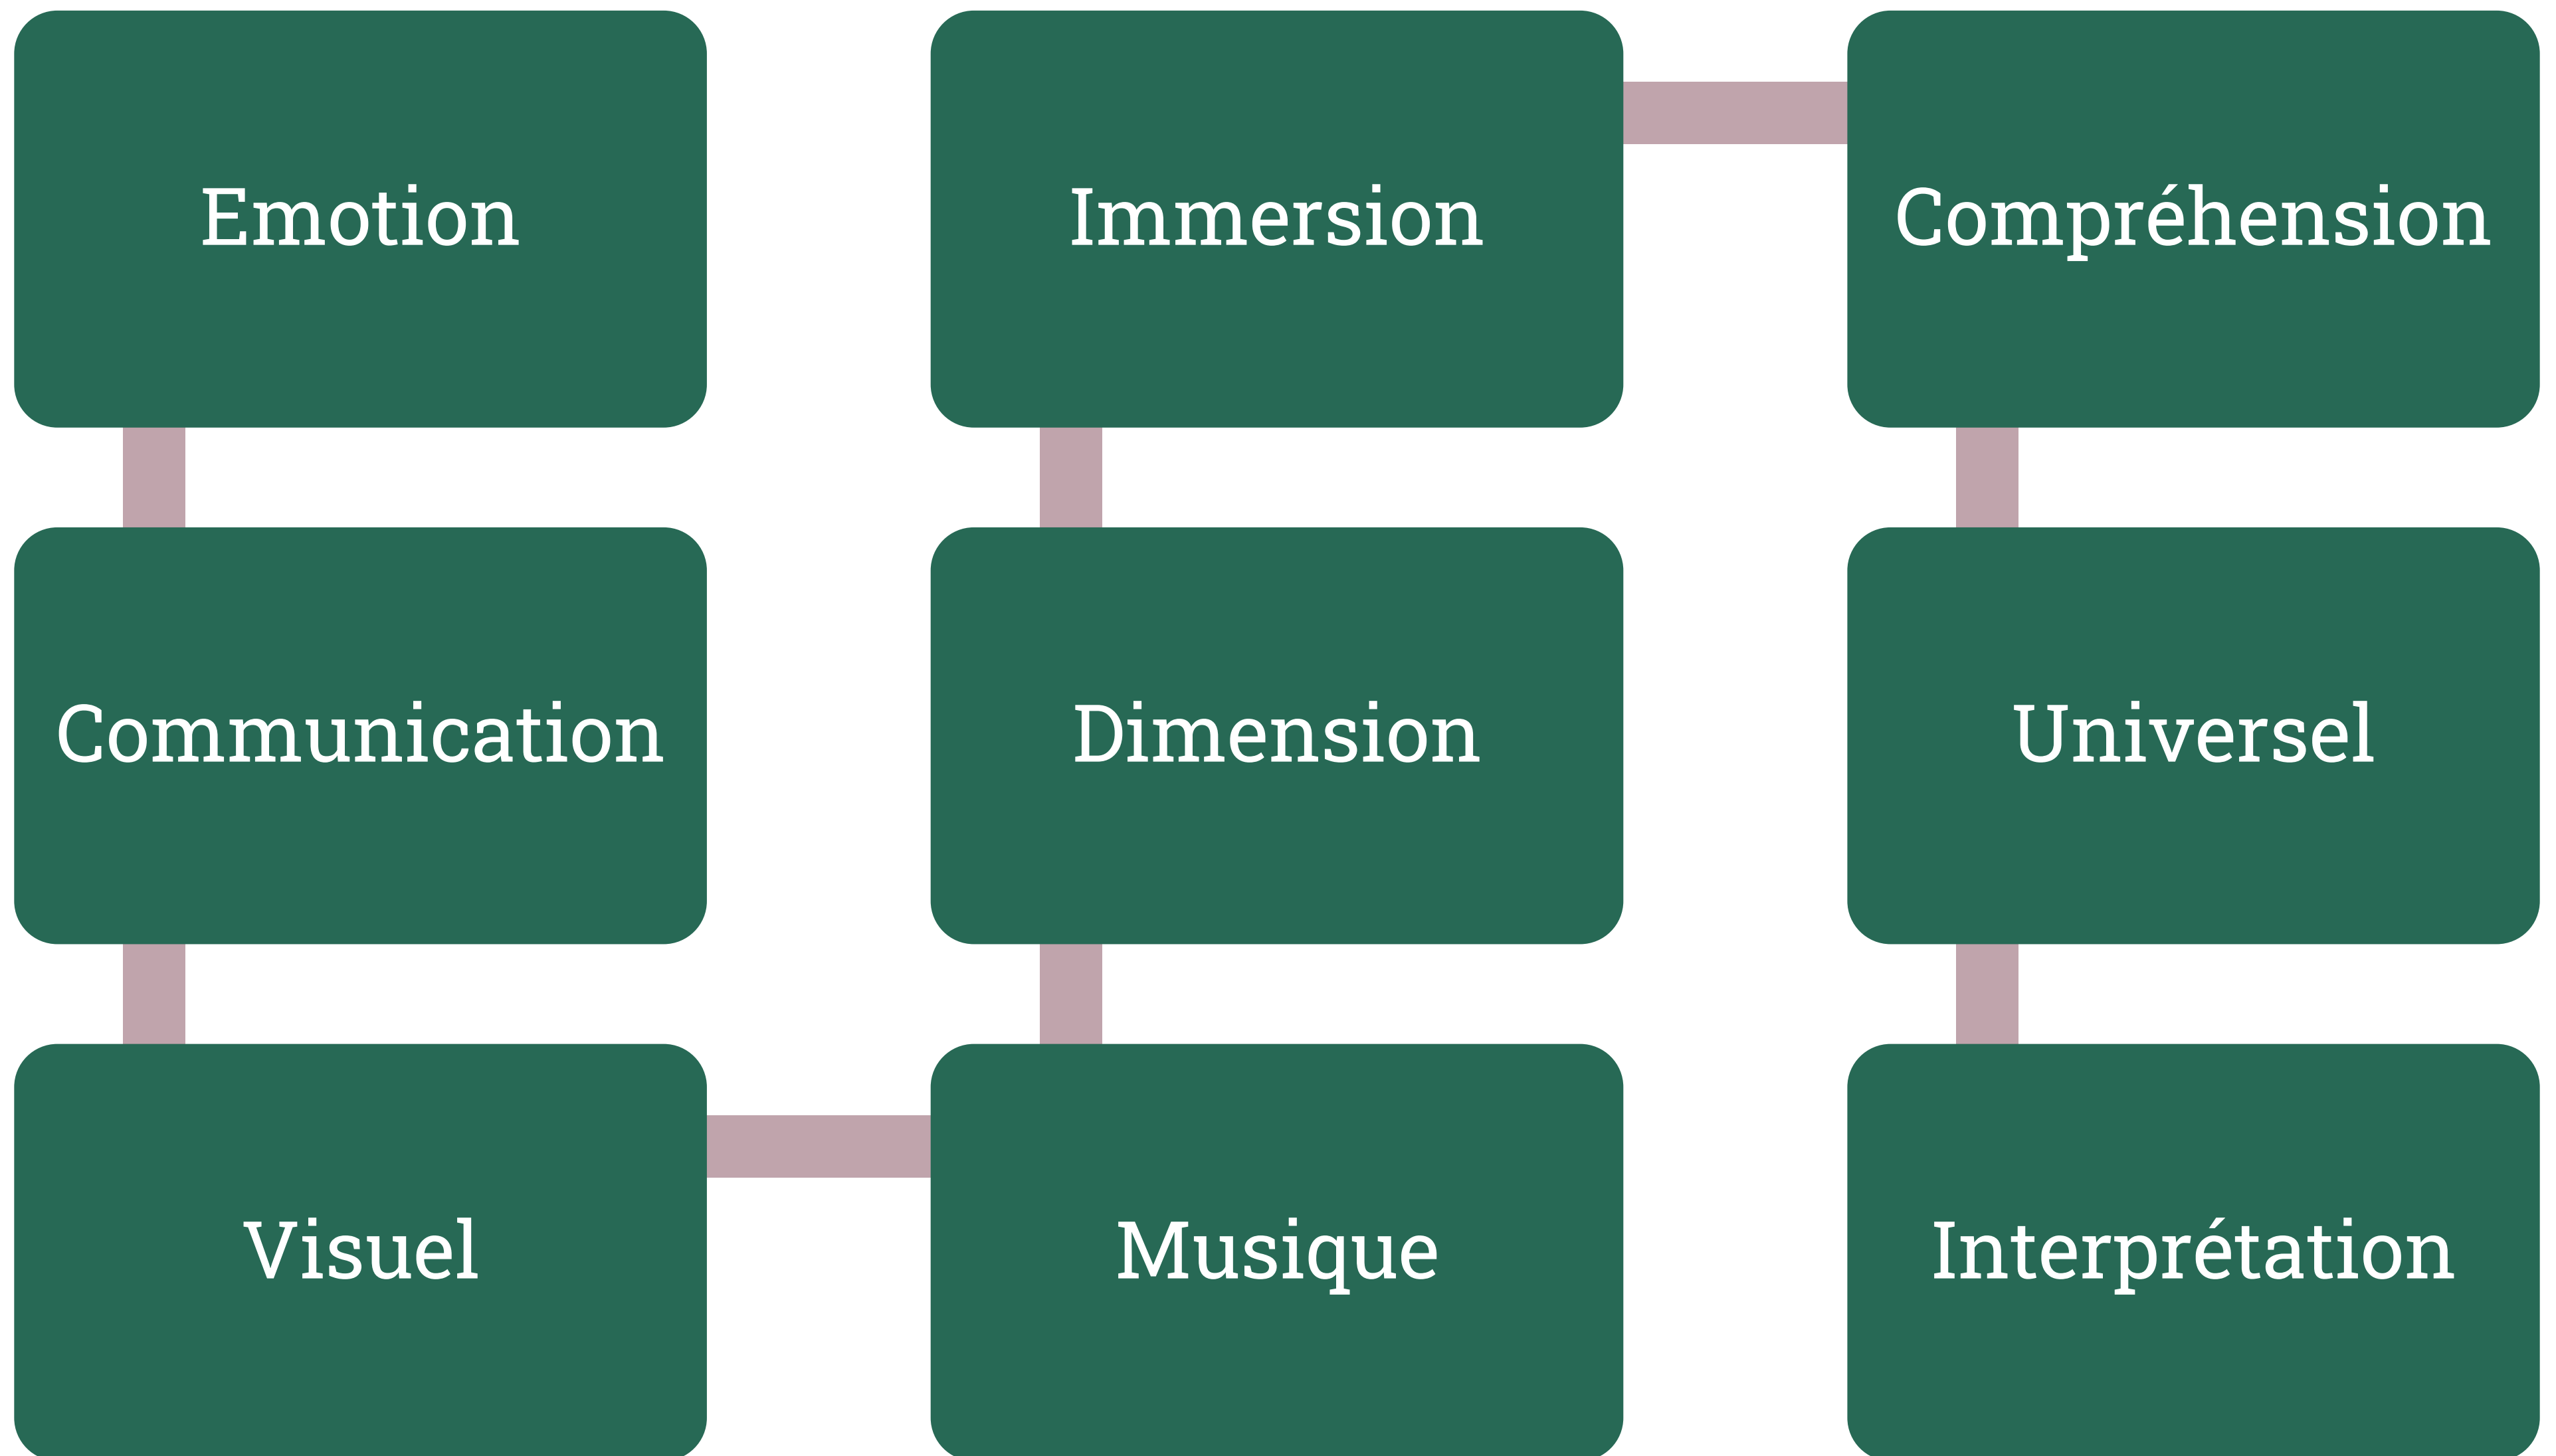 Emotion
Communication
Visuel
Musique
Dimension
Immersion
Compréhension
Universel
Interprétation